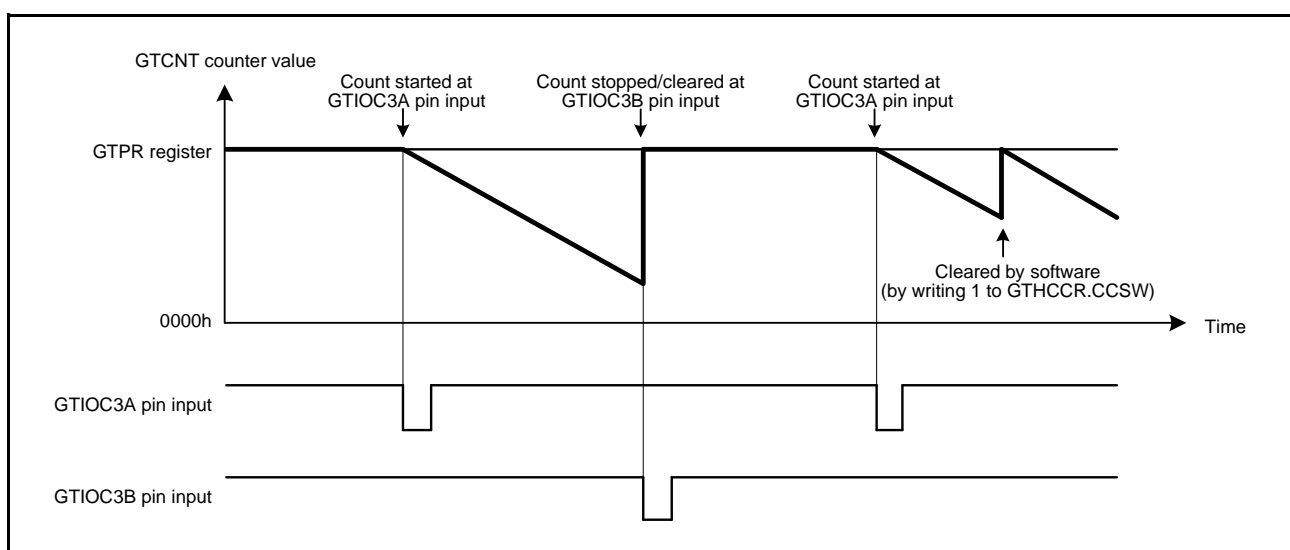 GTCNT counter value
Count started at
GTIOC3A pin input
Count stopped/cleared at
GTIOC3B pin input
Count started at
GTIOC3A pin input
GTPR register
Cleared by software
(by writing 1 to GTHCCR.CCSW)
0000h
Time
GTIOC3A pin input
GTIOC3B pin input